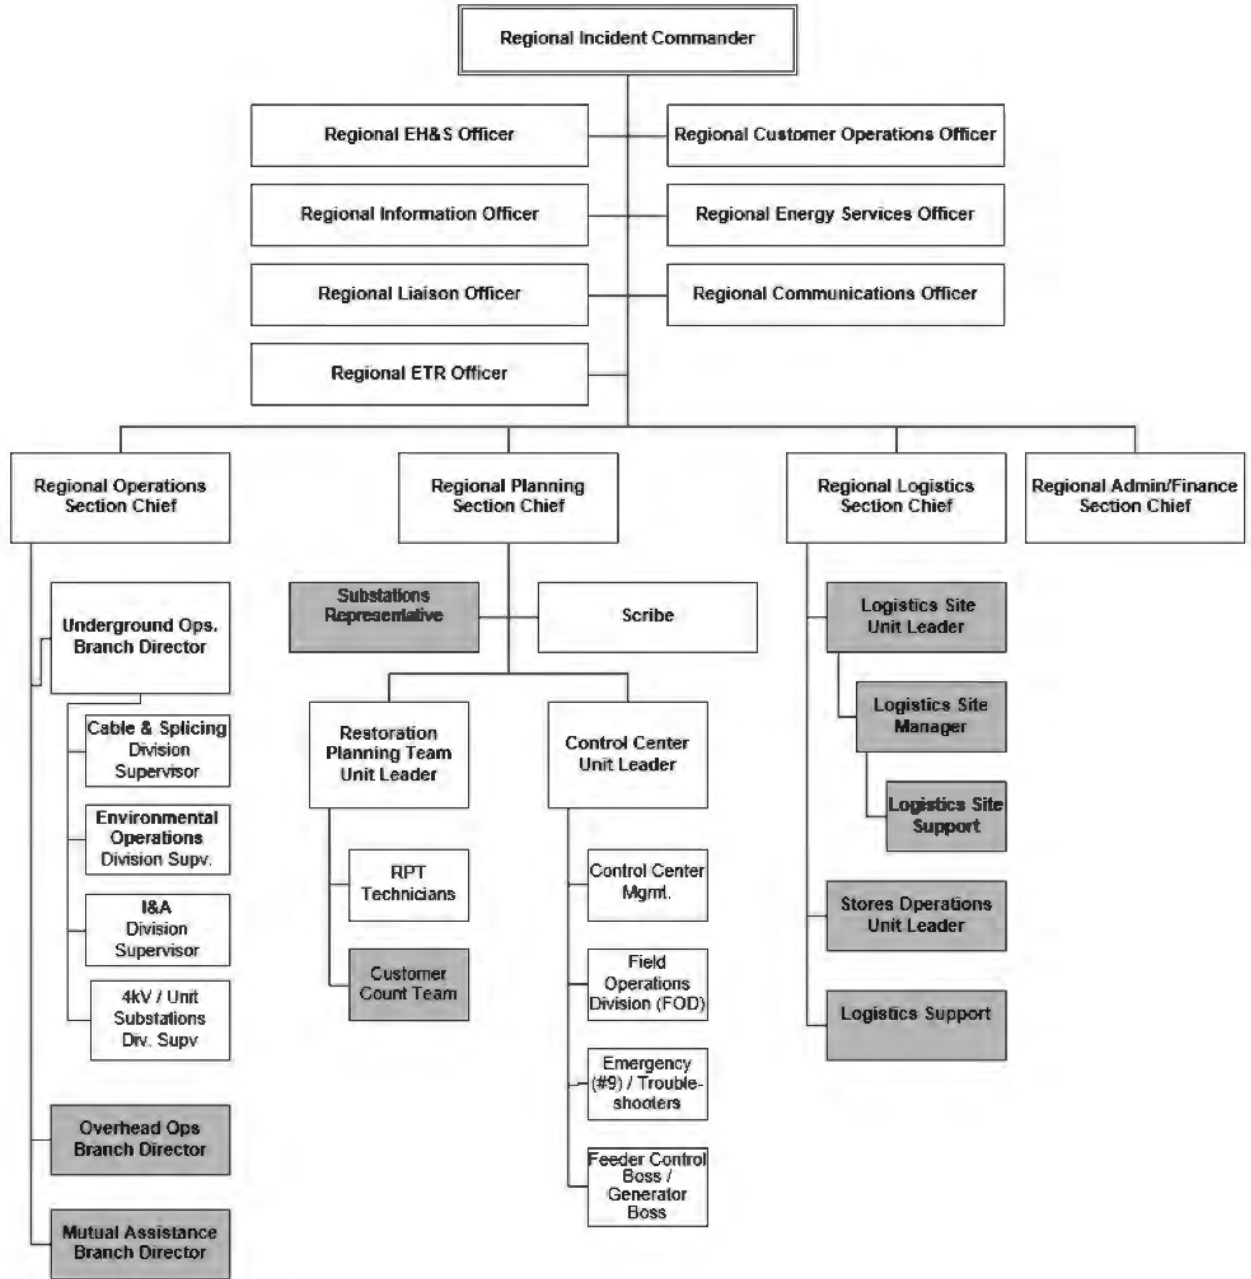 Regional Incident Commander
Regional EH&S Officer
Regional Customer Operations Officer
Regional Information Officer
Regional Energy Services Officer
Regional Liaison Officer
Regional Communications Officer
Regional ETR Officer
Regional Operations
Section Chief
Regional Planning
Section Chief
Regional Logistics
Section Chief
Regional Admin/Finance
Section Chief
Underground Ops.
Branch Director
Cable & Splicing
Division
Supervisor
Environmental
Operations
Division Supv.
I&A
Division
Supervisor
4kV / Unit
Substations
Div. Supv
Overhead Ops
Branch Director
Mutual Assistance
Branch Director
Substations
Representative
Scribe
Restoration
Planning Team
Unit Leader
RPT
Technicians
Customer
Count Team
Control Center
Unit Leader
Control Center
Mgmt.
Field
Operations
Division (FOD)
Emergency
(#9) / Trouble-
shooters
Feeder Control
Boss /
Generator
Boss
Logistics Site
Unit Leader
Logistics Site
Manager
Logistics Site
Support
Stores Operations
Unit Leader
Logistics Support